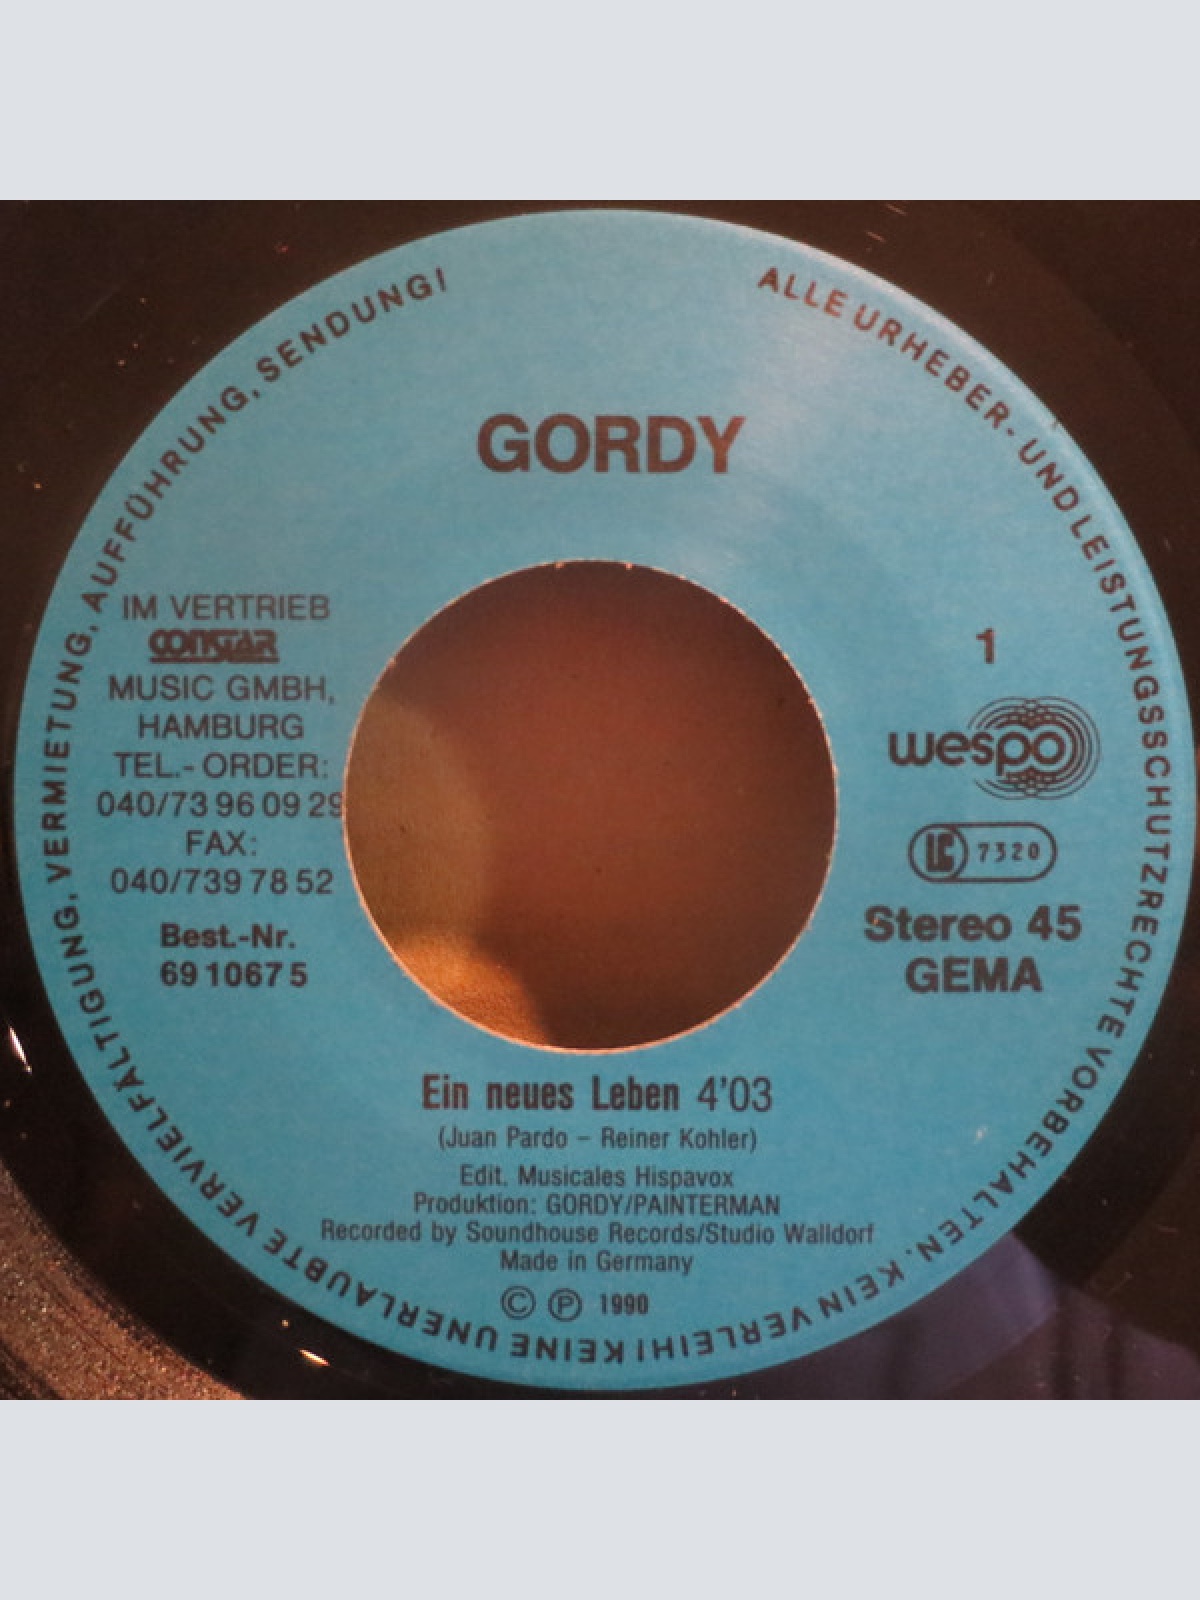 ALLE URHEBER- UND LEISTUNGSSCHUTZRECHTE VORBEHALTEN. KEIN VERLEIH! KEINE UNERLAUBTE VERVIELFÄLTIGUNG, VERMIETUNG, AUFFÜHRUNG, SENDUNG!
GORDY
IM VERTRIEB
CONSTAR
MUSIC GMBH,
HAMBURG
TEL.- ORDER:
040/73 96 09 29
FAX:
040/739 78 52
Best.-Nr.
69 1067 5
1
wespo
LC 7320
Stereo 45
GEMA
Ein neues Leben 4'03
(Juan Pardo – Reiner Kohler)
Edit. Musicales Hispavox
Produktion: GORDY/PAINTERMAN
Recorded by Soundhouse Records/Studio Walldorf
Made in Germany
© ℗ 1990